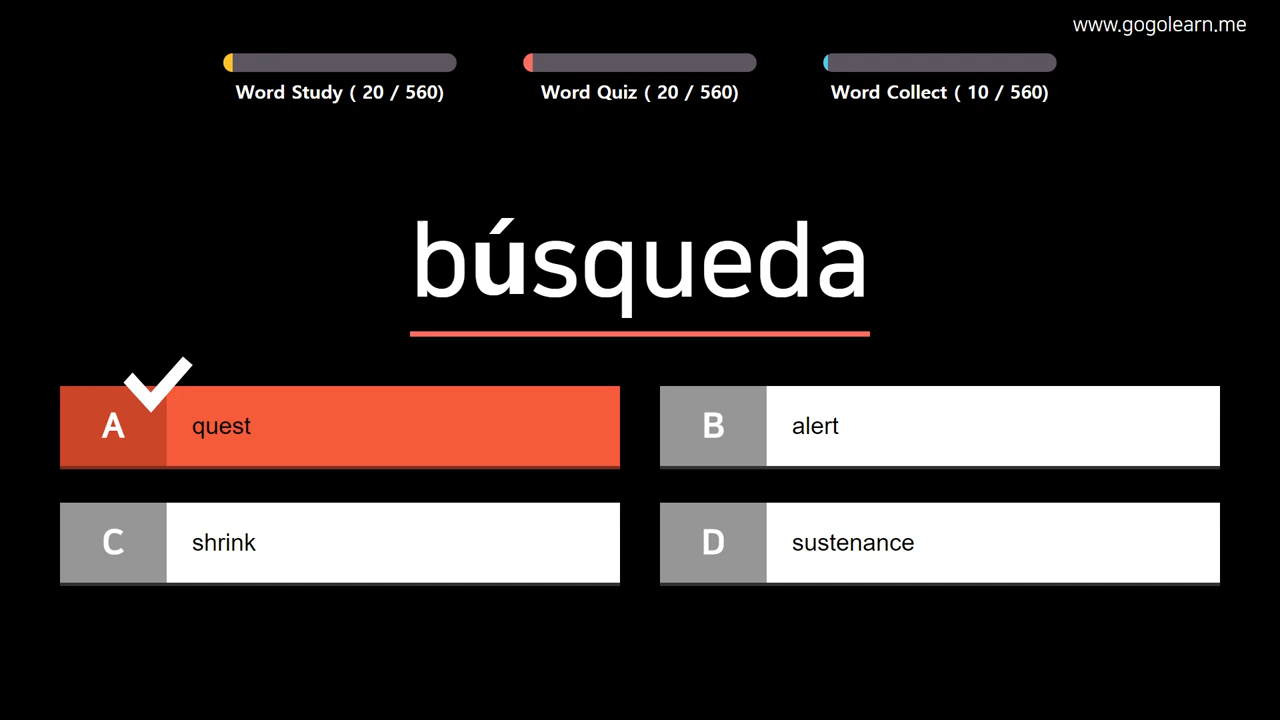 www.gogolearn.me
Word Study ( 20 / 560)
Word Quiz ( 20 / 560)
Word Collect ( 10 / 560)
búsqueda
A quest
B alert
C shrink
D sustenance